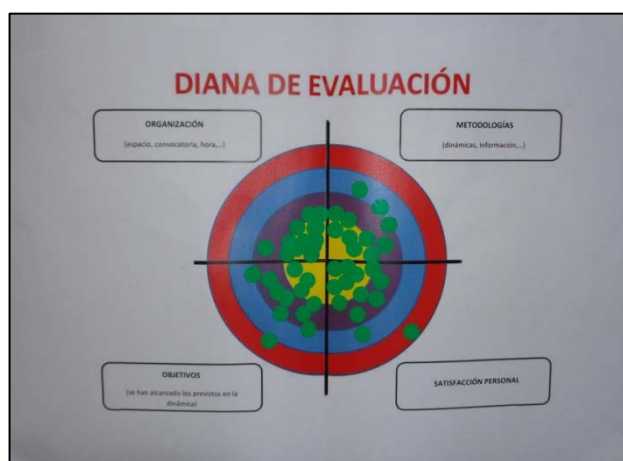 DIANA DE EVALUACIÓN
ORGANIZACIÓN
(espacio, convocatoria, hora,...)
METODOLOGÍAS
(dinámicas, información,...)
OBJETIVOS
(se han alcanzado los previstos en la
dinámica)
SATISFACCIÓN PERSONAL